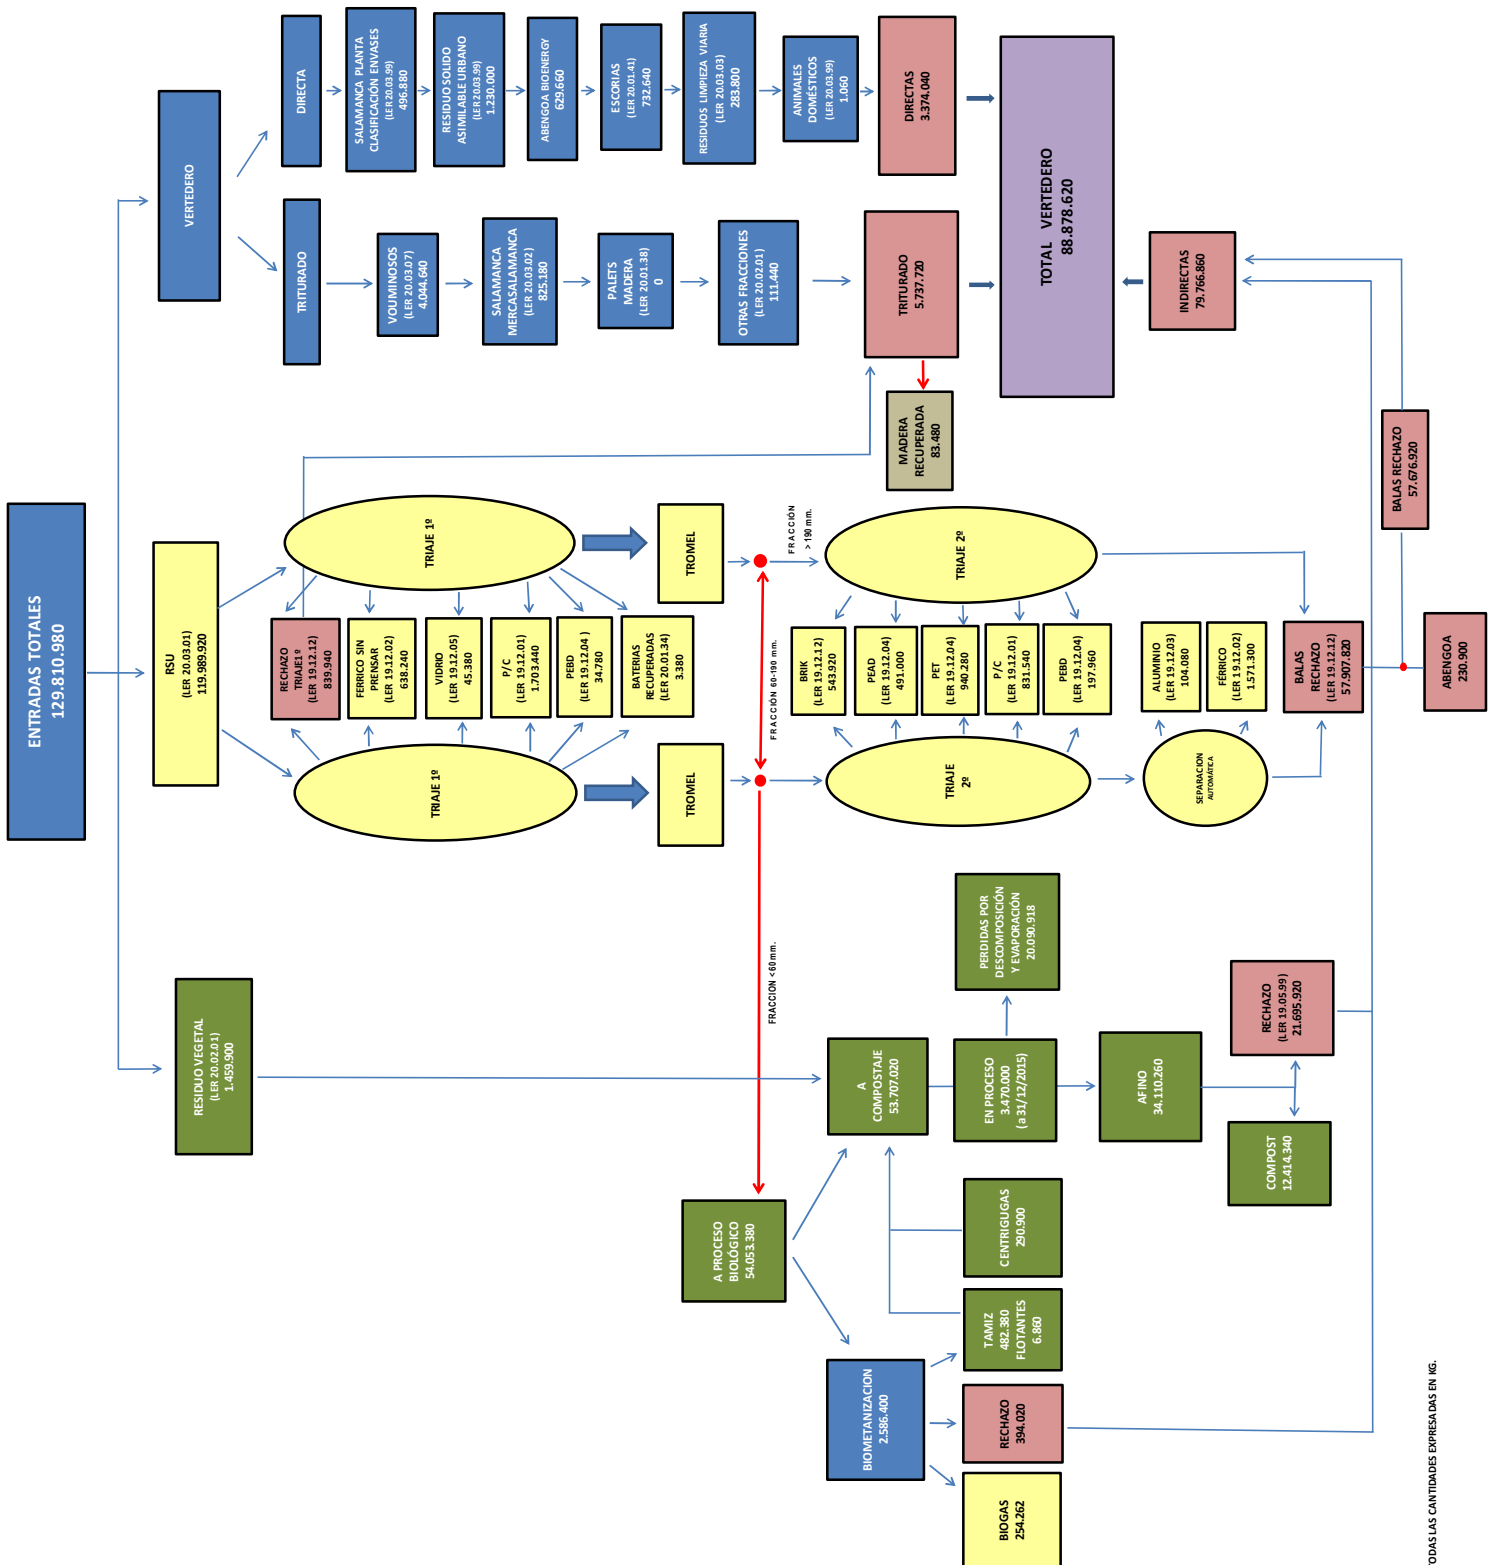 ENTRADAS TOTALES
129.810.980
RESIDUO VEGETAL
(LER 20.02.01)
1.459.900
RSU
(LER 20.03.01)
119.989.920
VERTEDERO
TRITURADO
DIRECTA
VOUMINOSOS
(LER 20.03.07)
4.044.640
SALAMANCA
MERCASALAMANCA
(LER 20.03.02)
825.180
PALETS
MADERA
(LER 20.01.38)
0
OTRAS FRACCIONES
(LER 20.02.01)
111.440
TRITURADO
5.737.720
SALAMANCA PLANTA
CLASIFICACIÓN ENVASES
(LER 20.03.99)
496.880
RESIDUO SOLIDO
ASIMILABLE URBANO
(LER 20.03.99)
1.230.000
ABENGOA BIOENERGY
629.660
ESCORIAS
(LER 20.01.41)
732.640
RESIDUOS LIMPIEZA VIARIA
(LER 20.03.03)
283.800
ANIMALES
DOMÉSTICOS
(LER 20.03.99)
1.060
DIRECTAS
3.374.040
TOTAL VERTEDERO
88.878.620
INDIRECTAS
79.766.860
MADERA
RECUPERADA
83.480
TRIAJE 1º
TRIAJE 1º
RECHAZO
TRIAJE1º
(LER 19.12.12)
839.940
FERRICO SIN
PRENSAR
(LER 19.12.02)
638.240
VIDRIO
(LER 19.12.05)
45.380
P/C
(LER 19.12.01)
1.703.440
PEBD
(LER 19.12.04 )
34.780
BATERIAS
RECUPERADAS
(LER 20.01.34)
3.380
TROMEL
TROMEL
FRACCION <60 mm.
FRACCIÓN 60-190 mm.
FRACCIÓN
> 190 mm.
TRIAJE
2º
TRIAJE 2º
BRIK
(LER 19.12.12)
543.920
PEAD
(LER 19.12.04)
491.000
PET
(LER 19.12.04)
940.280
P/C
(LER 19.12.01)
831.540
PEBD
(LER 19.12.04)
197.960
SEPARACION
AUTOMÁTICA
ALUMINIO
(LER 19.12.03)
104.080
FÉRRICO
(LER 19.12.02)
1.571.300
BALAS
RECHAZO
(LER 19.12.12)
57.907.820
BALAS RECHAZO
57.676.920
ABENGOA
230.900
A PROCESO
BIOLÓGICO
54.053.380
A
COMPOSTAJE
53.707.020
EN PROCESO
3.470.000
(a 31/12/2015)
PERDIDAS POR
DESCOMPOSICIÓN
Y EVAPORACIÓN
20.090.918
AFINO
34.110.260
COMPOST
12.414.340
RECHAZO
(LER 19.05.99)
21.695.920
BIOMETANIZACION
2.586.400
BIOGAS
254.262
RECHAZO
394.020
TAMIZ
482.380
FLOTANTES
6.860
CENTRIGUGAS
290.900
TODAS LAS CANTIDADES EXPRESADAS EN KG.